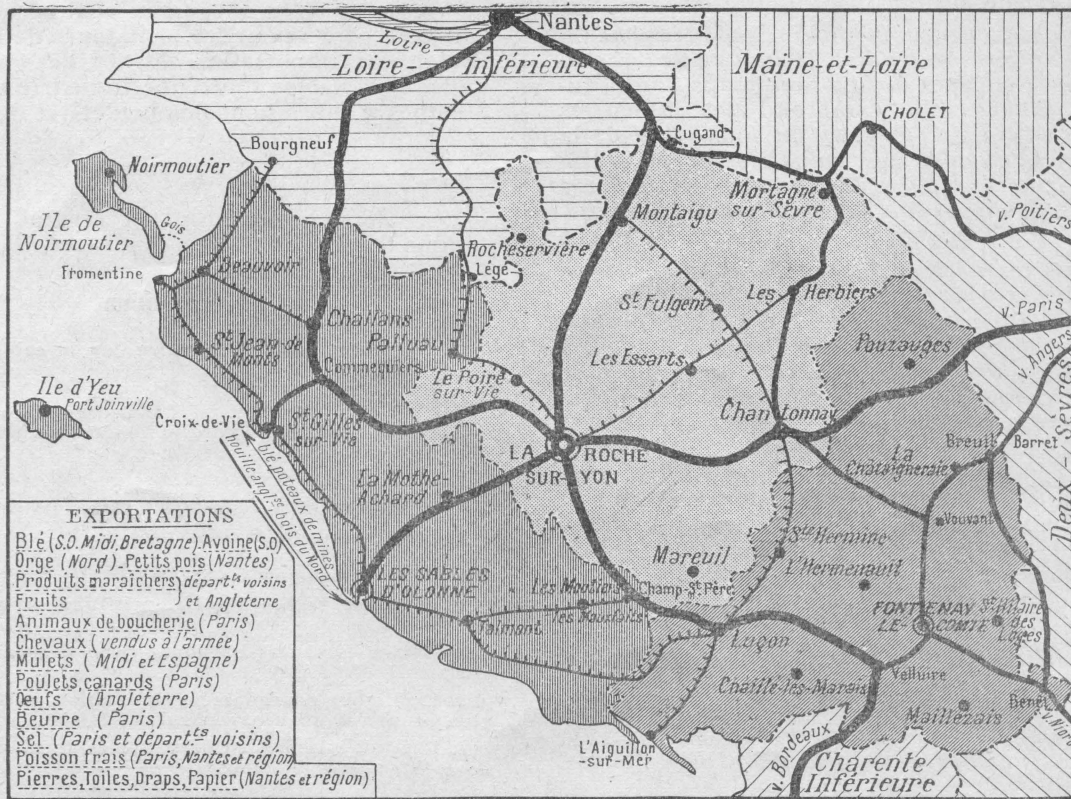 Nantes
Loire
Loire-Inférieure
Maine-et-Loire
CHOLET
Cugand
Bourgneuf
Noirmoutier
Mortagne
sur-Sèvre
v. Poitiers
Ile de
Noirmoutier
Gois
Montaigu
Rocheservière
Légé
Fromentine
Beauvoir
St Fulgent
Les Herbiers
v. Paris
Challans
St Jean-de
Monts
Palluau
Pouzauges
v. Angers
Commequiers
Les Essarts
Le Poiré
sur-Vie
Ile d'Yeu
Port Joinville
Croix-de-Vie
St Gilles
sur-Vie
Chantonnay
Deux-Sèvres
LA ROCHE
SUR-YON
Breuil
Barret
La
Châtaigneraie
blé, poteaux de mines
houille anglse bois du Nord
La Mothe-
Achard
Vouvant
Ste Hermine
L'Hermenault
Mareuil
Champ-St Père
LES SABLES
D'OLONNE
Les Moutiers
les Mauxfaits
Talmont
Luçon
FONTENAY
LE-COMTE
St Hilaire
des
Loges
Velluire
Chaillé-les-Marais
Maillezais
Benet
v. Niort
L'Aiguillon
-sur-Mer
v. Bordeaux
Charente
Inférieure
EXPORTATIONS
Blé (S.O. Midi, Bretagne). Avoine (S.O)
Orge (Nord). Petits pois (Nantes)
Produits maraîchers } départ.ts voisins
Fruits } et Angleterre
Animaux de boucherie (Paris)
Chevaux (vendus à l'armée)
Mulets (Midi et Espagne)
Poulets, canards (Paris)
Œufs (Angleterre)
Beurre (Paris)
Sel (Paris et départ.ts voisins)
Poisson frais (Paris, Nantes et région)
Pierres, Toiles, Draps, Papier (Nantes et région)